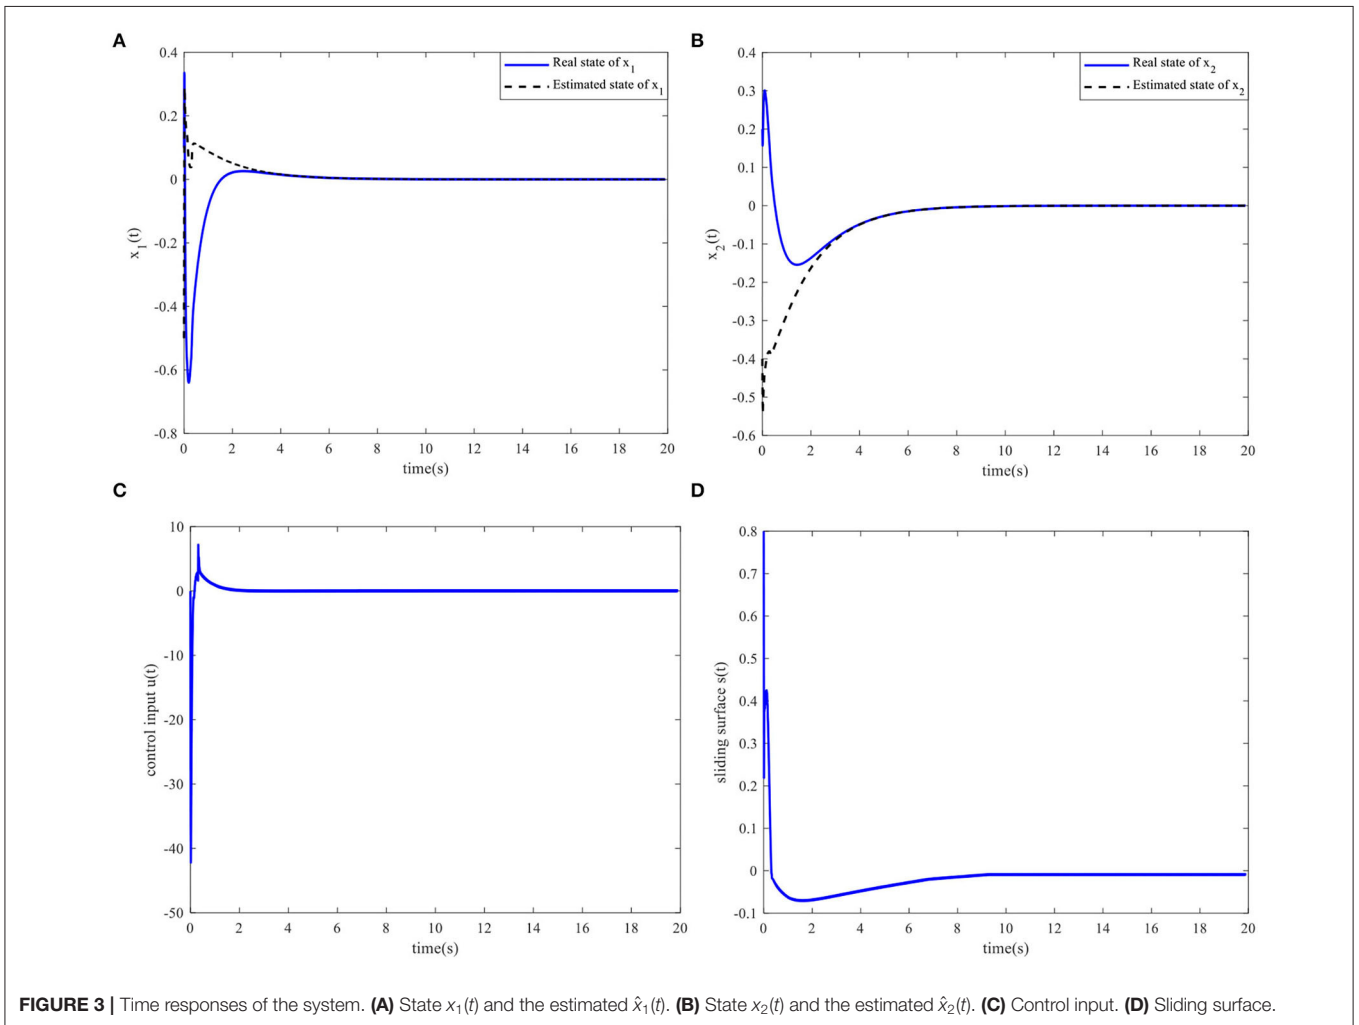 A
0.4
0.2
0
-0.2
-0.4
-0.6
-0.8
x1(t)
0 2 4 6 8 10 12 14 16 18 20
time(s)
Real state of x1
Estimated state of x1
B
0.4
0.3
0.2
0.1
0
-0.1
-0.2
-0.3
-0.4
-0.5
-0.6
x2(t)
0 2 4 6 8 10 12 14 16 18 20
time(s)
Real state of x2
Estimated state of x2
C
10
0
-10
-20
-30
-40
-50
control input u(t)
0 2 4 6 8 10 12 14 16 18 20
time(s)
D
0.8
0.7
0.6
0.5
0.4
0.3
0.2
0.1
0
-0.1
sliding surface s(t)
0 2 4 6 8 10 12 14 16 18 20
time(s)
FIGURE 3 | Time responses of the system. (A) State x1(t) and the estimated x̂1(t). (B) State x2(t) and the estimated x̂2(t). (C) Control input. (D) Sliding surface.